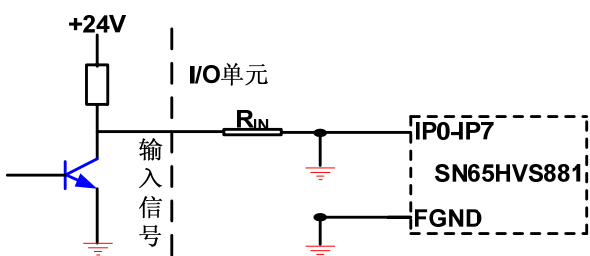 +24V
I/O单元
RIN
输入信号
IP0-IP7
SN65HVS881
FGND